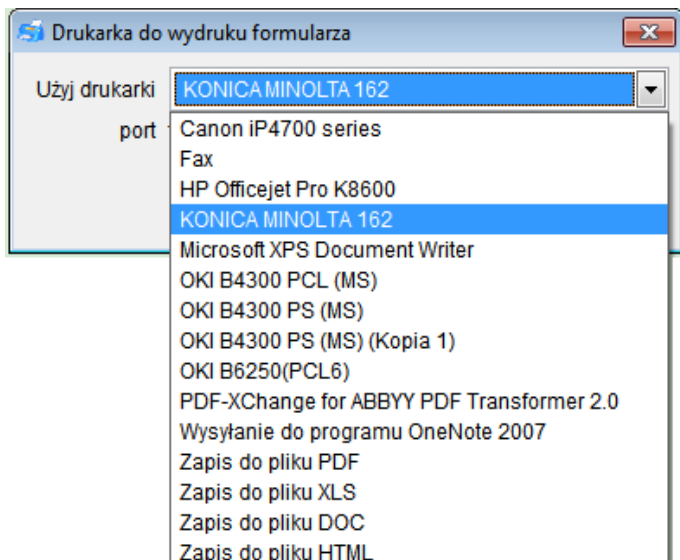 Drukarka do wydruku formularza
Użyj drukarki KONICA MINOLTA 162
port
Canon iP4700 series
Fax
HP Officejet Pro K8600
KONICA MINOLTA 162
Microsoft XPS Document Writer
OKI B4300 PCL (MS)
OKI B4300 PS (MS)
OKI B4300 PS (MS) (Kopia 1)
OKI B6250(PCL6)
PDF-XChange for ABBYY PDF Transformer 2.0
Wysyłanie do programu OneNote 2007
Zapis do pliku PDF
Zapis do pliku XLS
Zapis do pliku DOC
Zapis do pliku HTML